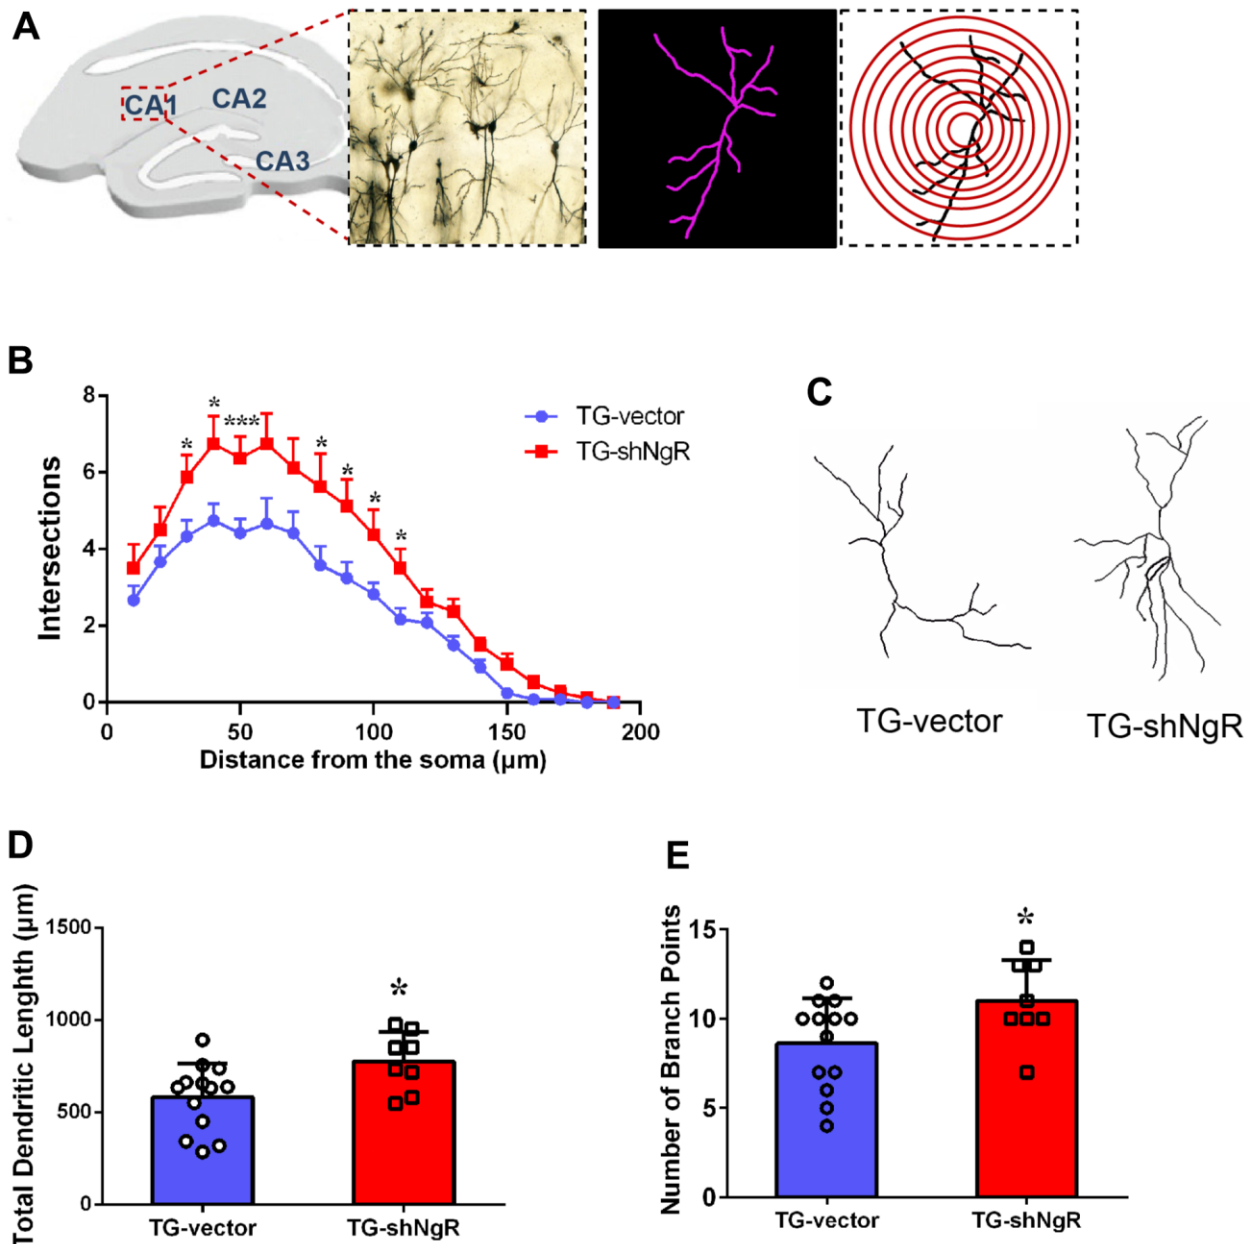 A
CA1
CA2
CA3
B
8
6
4
2
0
Intersections
*
*
***
*
*
*
*
TG-vector
TG-shNgR
0
50
100
150
200
Distance from the soma (μm)
C
TG-vector
TG-shNgR
D
Total Dendritic Lenghth (μm)
1500
1000
500
0
*
TG-vector
TG-shNgR
E
Number of Branch Points
15
10
5
0
*
TG-vector
TG-shNgR